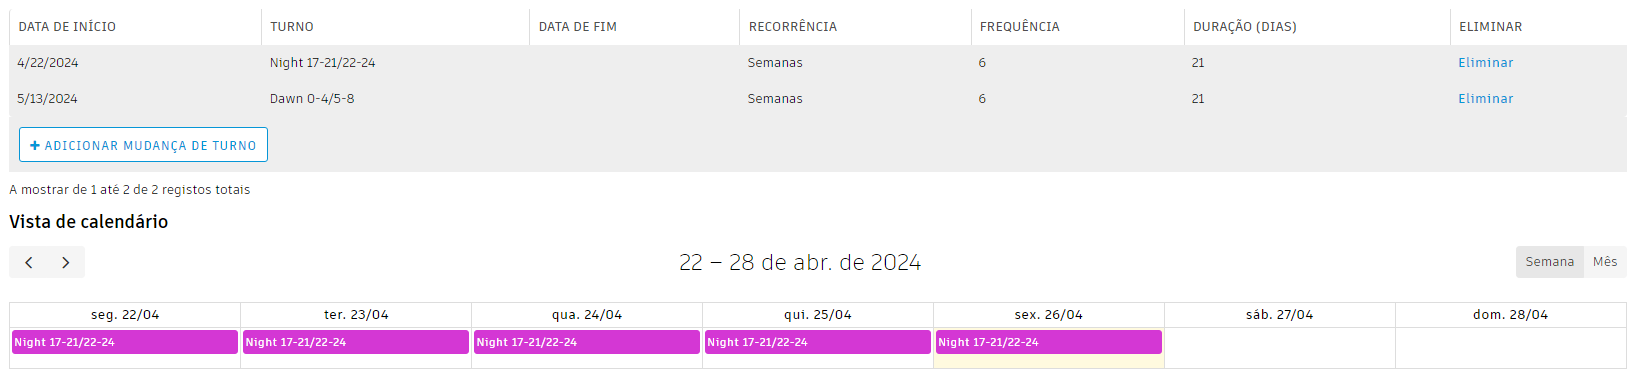 DATA DE INÍCIO TURNO DATA DE FIM RECORRÊNCIA FREQUÊNCIA DURAÇÃO (DIAS) ELIMINAR
4/22/2024 Night 17-21/22-24 Semanas 6 21 Eliminar
5/13/2024 Dawn 0-4/5-8 Semanas 6 21 Eliminar
+ ADICIONAR MUDANÇA DE TURNO
A mostrar de 1 até 2 de 2 registos totais
Vista de calendário
22 – 28 de abr. de 2024 Semana Mês
seg. 22/04 ter. 23/04 qua. 24/04 qui. 25/04 sex. 26/04 sáb. 27/04 dom. 28/04
Night 17-21/22-24 Night 17-21/22-24 Night 17-21/22-24 Night 17-21/22-24 Night 17-21/22-24